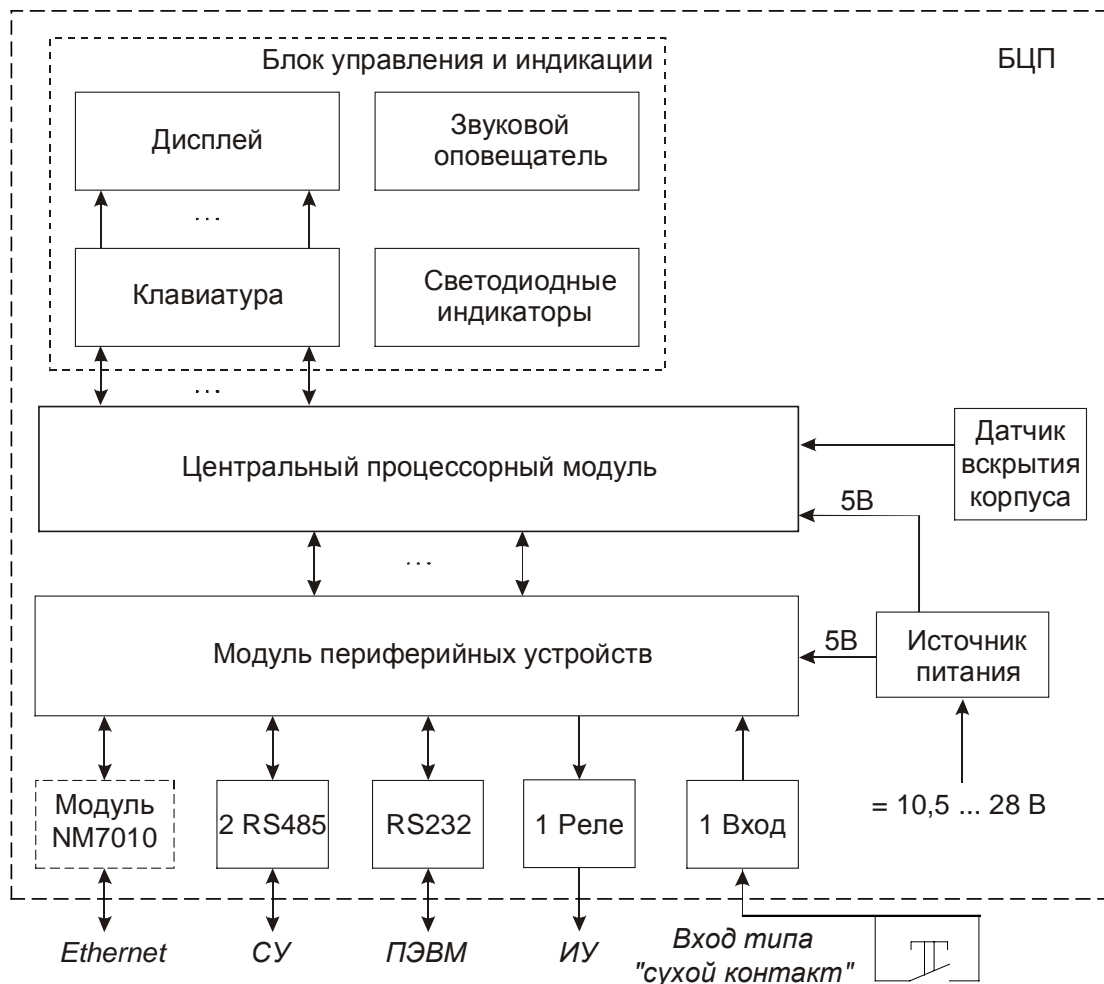 Блок управления и индикации
БЦП
Дисплей
Звуковой
оповещатель
...
Клавиатура
Светодиодные
индикаторы
...
Центральный процессорный модуль
Датчик
вскрытия
корпуса
5В
...
Модуль периферийных устройств
5В
Источник
питания
Модуль
NM7010
2 RS485
RS232
1 Реле
1 Вход
= 10,5 ... 28 В
Ethernet
СУ
ПЭВМ
ИУ
Вход типа
"сухой контакт"